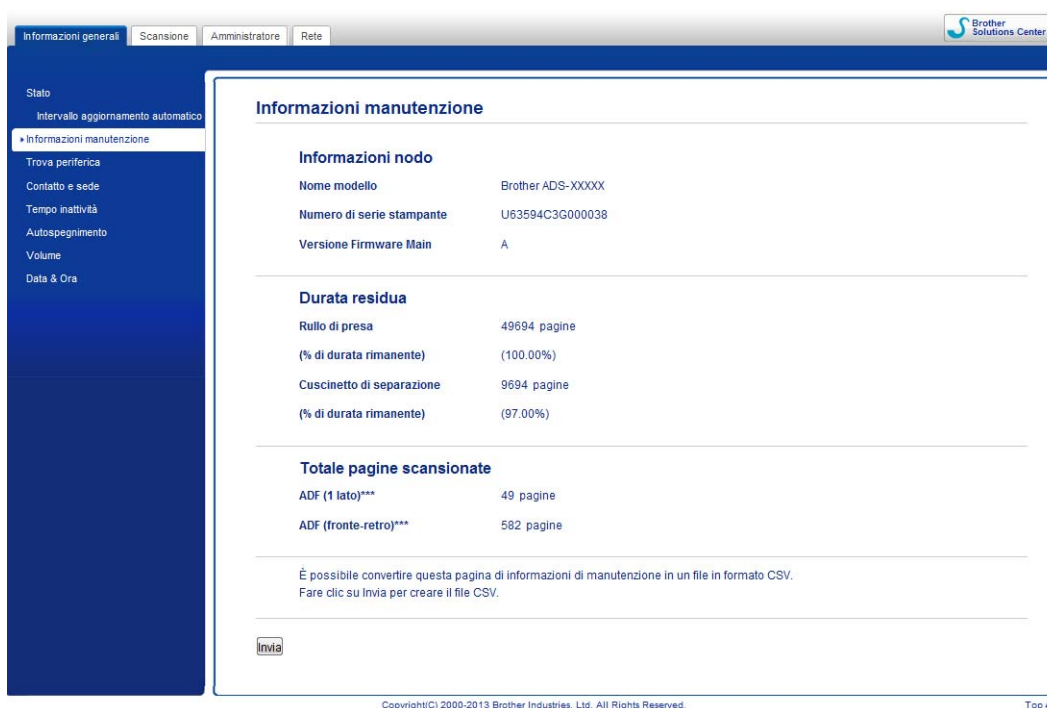 Informazioni generali Scansione Amministratore Rete
Brother
Solutions Center
Stato
Intervallo aggiornamento automatico
Informazioni manutenzione
Trova periferica
Contatto e sede
Tempo inattività
Autospegnimento
Volume
Data & Ora
Informazioni manutenzione
Informazioni nodo
Nome modello Brother ADS-XXXXX
Numero di serie stampante U63594C3G000038
Versione Firmware Main A
Durata residua
Rullo di presa 49694 pagine
(% di durata rimanente) (100.00%)
Cuscinetto di separazione 9694 pagine
(% di durata rimanente) (97.00%)
Totale pagine scansionate
ADF (1 lato)*** 49 pagine
ADF (fronte-retro)*** 582 pagine
È possibile convertire questa pagina di informazioni di manutenzione in un file in formato CSV.
Fare clic su Invia per creare il file CSV.
Invia
Copyright(C) 2000-2013 Brother Industries, Ltd. All Rights Reserved.
Top